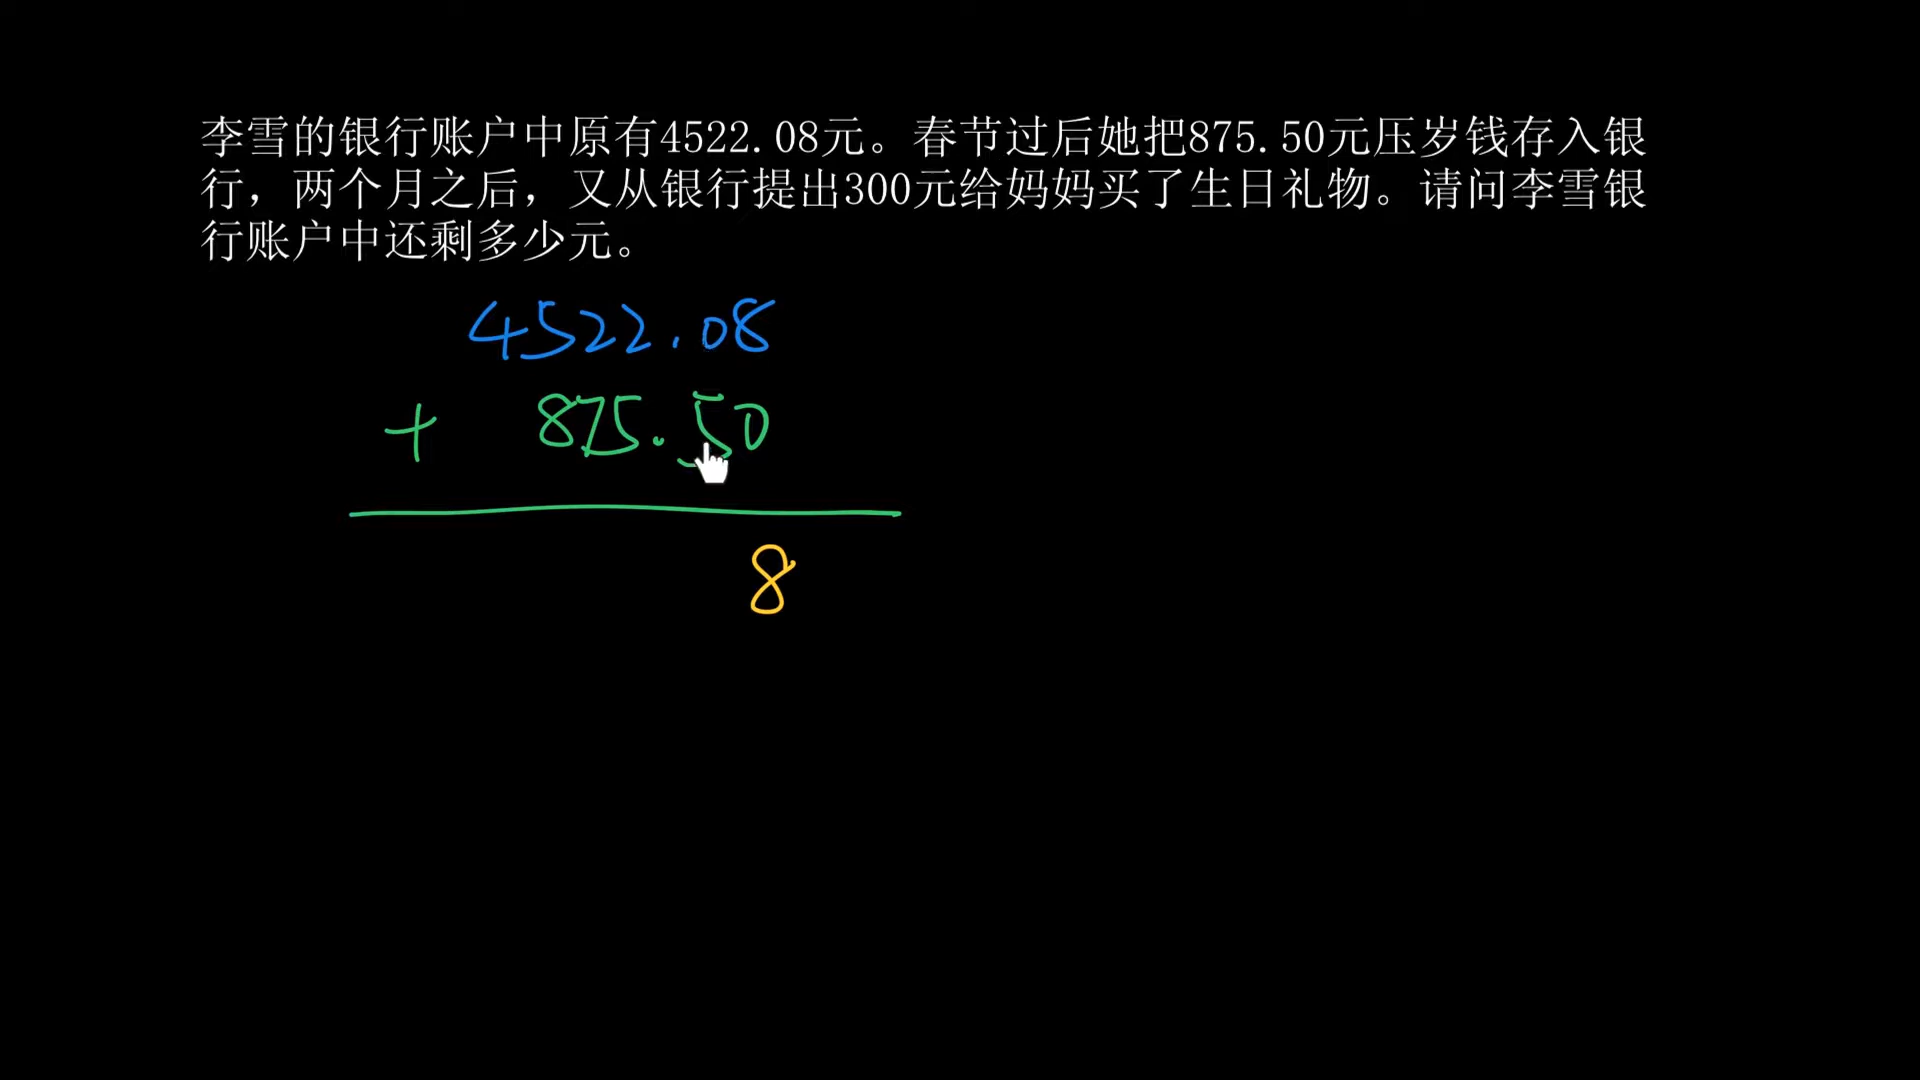 李雪的银行账户中原有4522.08元。春节过后她把875.50元压岁钱存入银
行，两个月之后，又从银行提出300元给妈妈买了生日礼物。请问李雪银
行账户中还剩多少元。
4522.08
+ 875.50
8